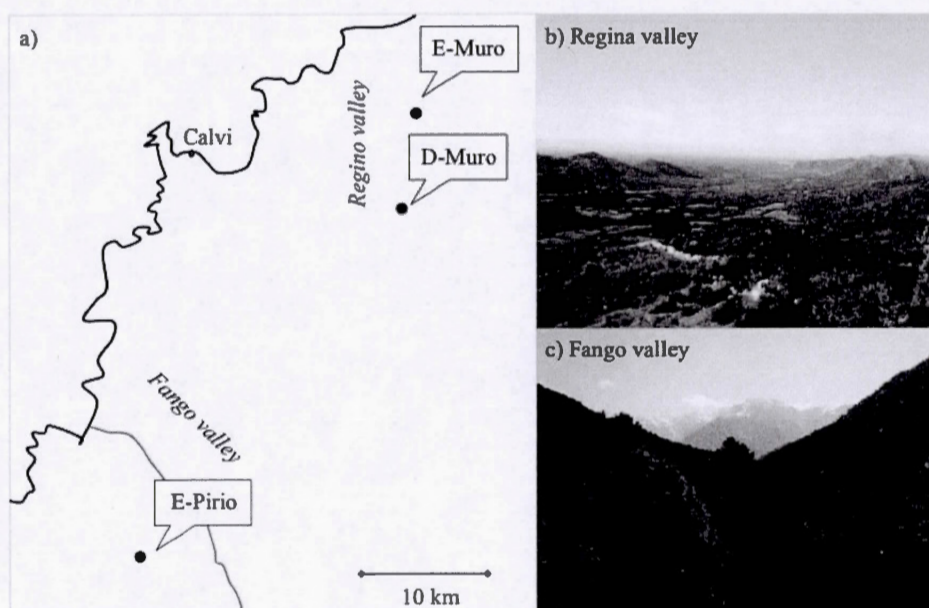 a)
E-Muro
Calvi
Regino valley
D-Muro
Fango valley
E-Pirio
10 km
b) Regina valley
c) Fango valley